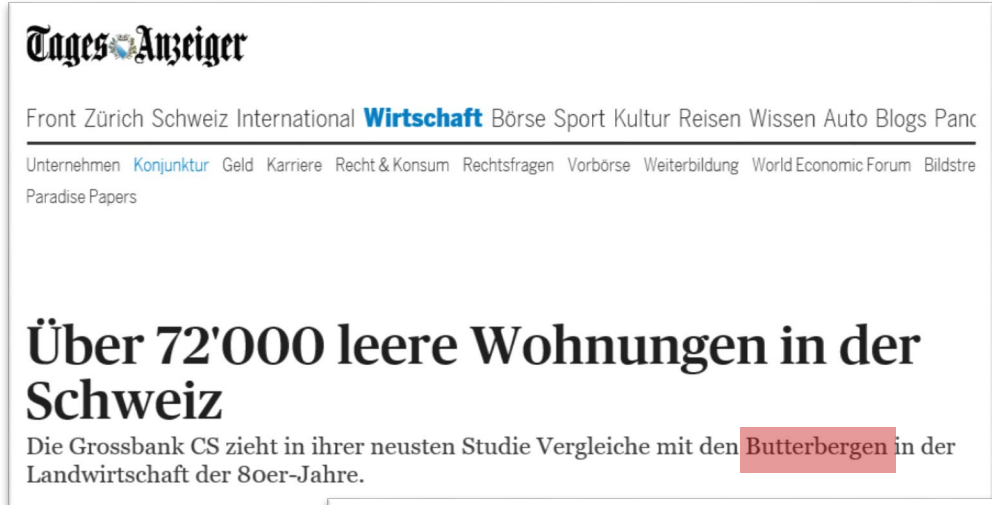 Tages Anzeiger
Front Zürich Schweiz International Wirtschaft Börse Sport Kultur Reisen Wissen Auto Blogs
Unternehmen Konjunktur Geld Karriere Recht & Konsum Rechtsfragen Vorbörse Weiterbildung World Economic Forum
Paradise Papers
Über 72'000 leere Wohnungen in der
Schweiz
Die Grossbank CS zieht in ihrer neusten Studie Vergleiche mit den Butterbergen in der
Landwirtschaft der 80er-Jahre.